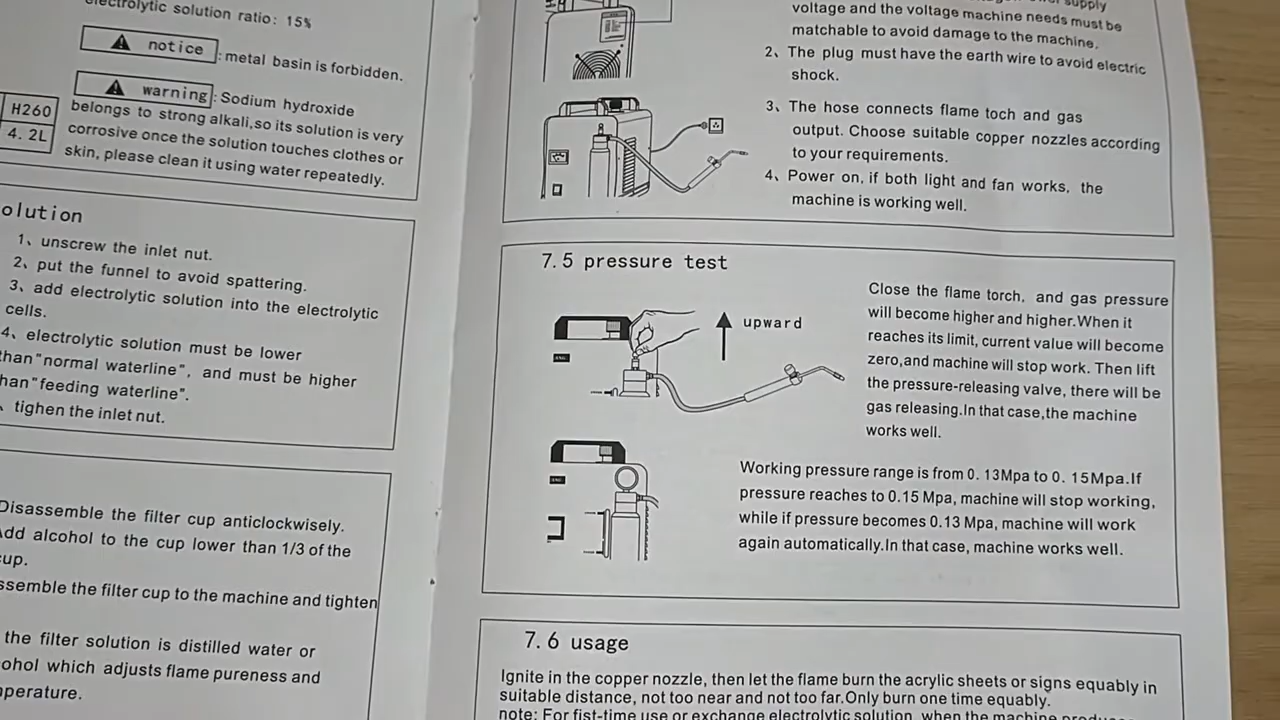 electrolytic solution ratio: 15%
notice :metal basin is forbidden.
warning :Sodium hydroxide
belongs to strong alkali,so its solution is very
corrosive once the solution touches clothes or
skin, please clean it using water repeatedly.
H260
4.2L
olution
1、unscrew the inlet nut.
2、put the funnel to avoid spattering.
3、add electrolytic solution into the electrolytic
cells.
4、electrolytic solution must be lower
than"normal waterline", and must be higher
han"feeding waterline".
、tighen the inlet nut.
Disassemble the filter cup anticlockwisely.
Add alcohol to the cup lower than 1/3 of the
cup.
ssemble the filter cup to the machine and tighten
the filter solution is distilled water or
ohol which adjusts flame pureness and
perature.
supply
voltage and the voltage machine needs must be
matchable to avoid damage to the machine.
2、The plug must have the earth wire to avoid electric
shock.
3、The hose connects flame toch and gas
output. Choose suitable copper nozzles according
to your requirements.
4、Power on, if both light and fan works, the
machine is working well.
7.5 pressure test
upward
Close the flame torch, and gas pressure
will become higher and higher.When it
reaches its limit, current value will become
zero,and machine will stop work. Then lift
the pressure-releasing valve, there will be
gas releasing.In that case,the machine
works well.
Working pressure range is from 0. 13Mpa to 0. 15Mpa.If
pressure reaches to 0.15 Mpa, machine will stop working,
while if pressure becomes 0.13 Mpa, machine will work
again automatically.In that case, machine works well.
7.6 usage
Ignite in the copper nozzle, then let the flame burn the acrylic sheets or signs equably in
suitable distance, not too near and not too far.Only burn one time equably.
note: For fist-time use or exchange electrolytic solution, when the machine